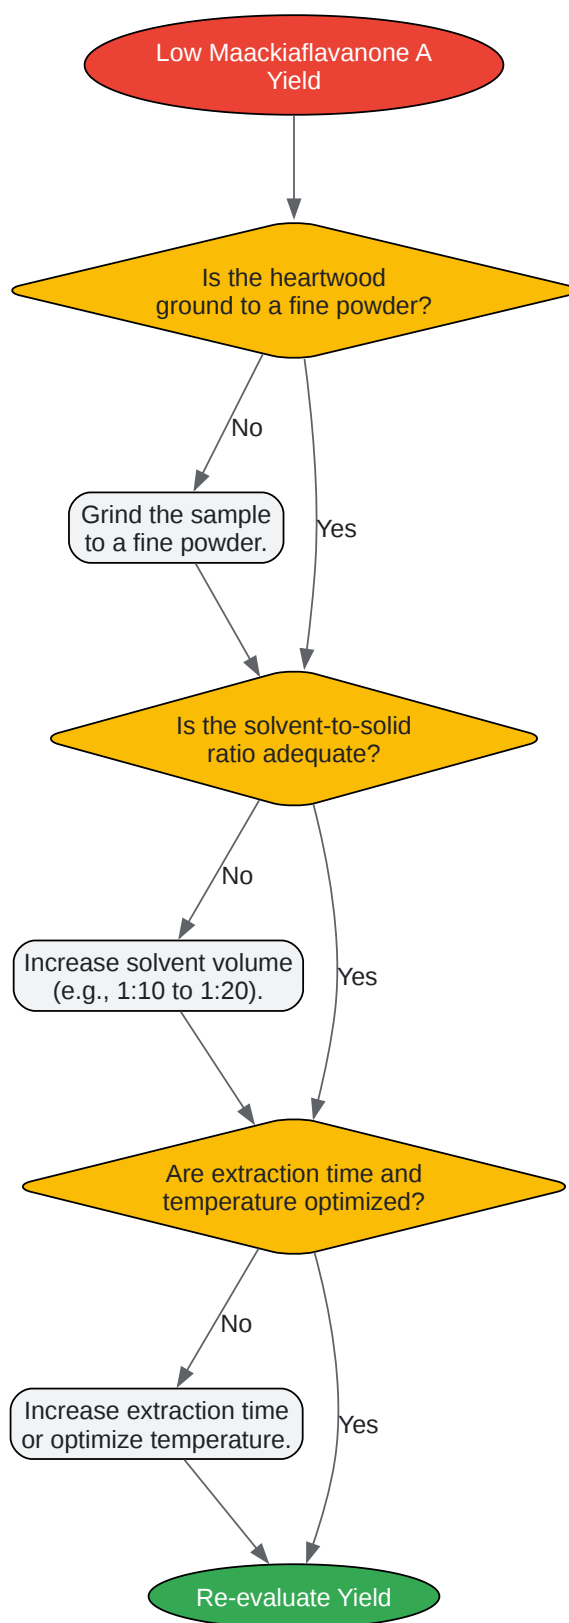 Low Maackiaflavanone A
Yield
Is the heartwood
ground to a fine powder?
No
Grind the sample
to a fine powder.
Yes
Is the solvent-to-solid
ratio adequate?
No
Increase solvent volume
(e.g., 1:10 to 1:20).
Yes
Are extraction time and
temperature optimized?
No
Increase extraction time
or optimize temperature.
Yes
Re-evaluate Yield